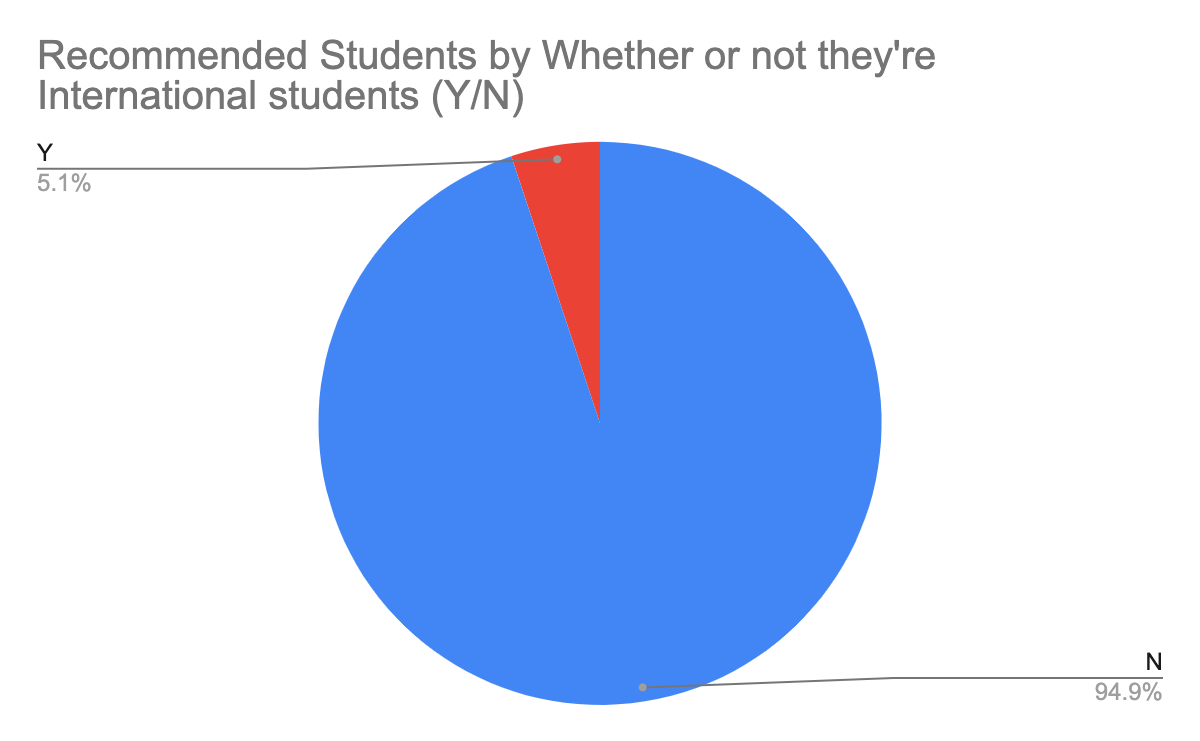 Recommended Students by Whether or not they're
International students (Y/N)
Y
5.1%
N
94.9%